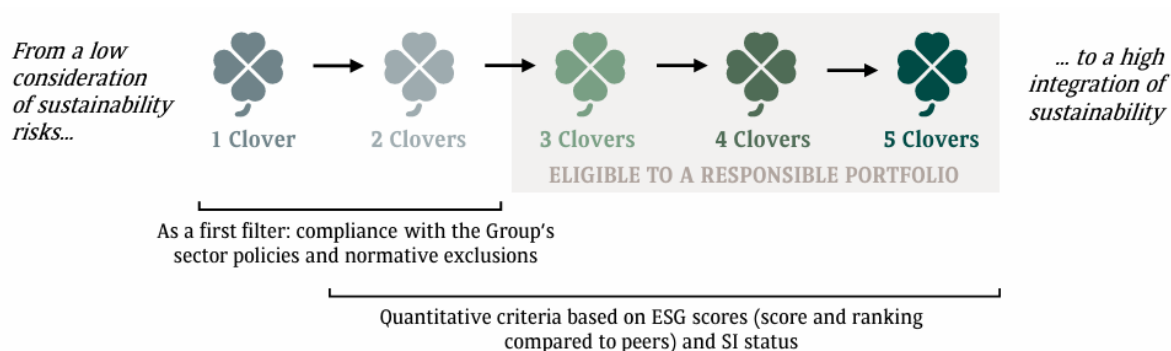 From a low
consideration
of sustainability
risks...
1 Clover
2 Clovers
3 Clovers
4 Clovers
5 Clovers
... to a high
integration of
sustainability
ELIGIBLE TO A RESPONSIBLE PORTFOLIO
As a first filter: compliance with the Group's
sector policies and normative exclusions
Quantitative criteria based on ESG scores (score and ranking
compared to peers) and SI status